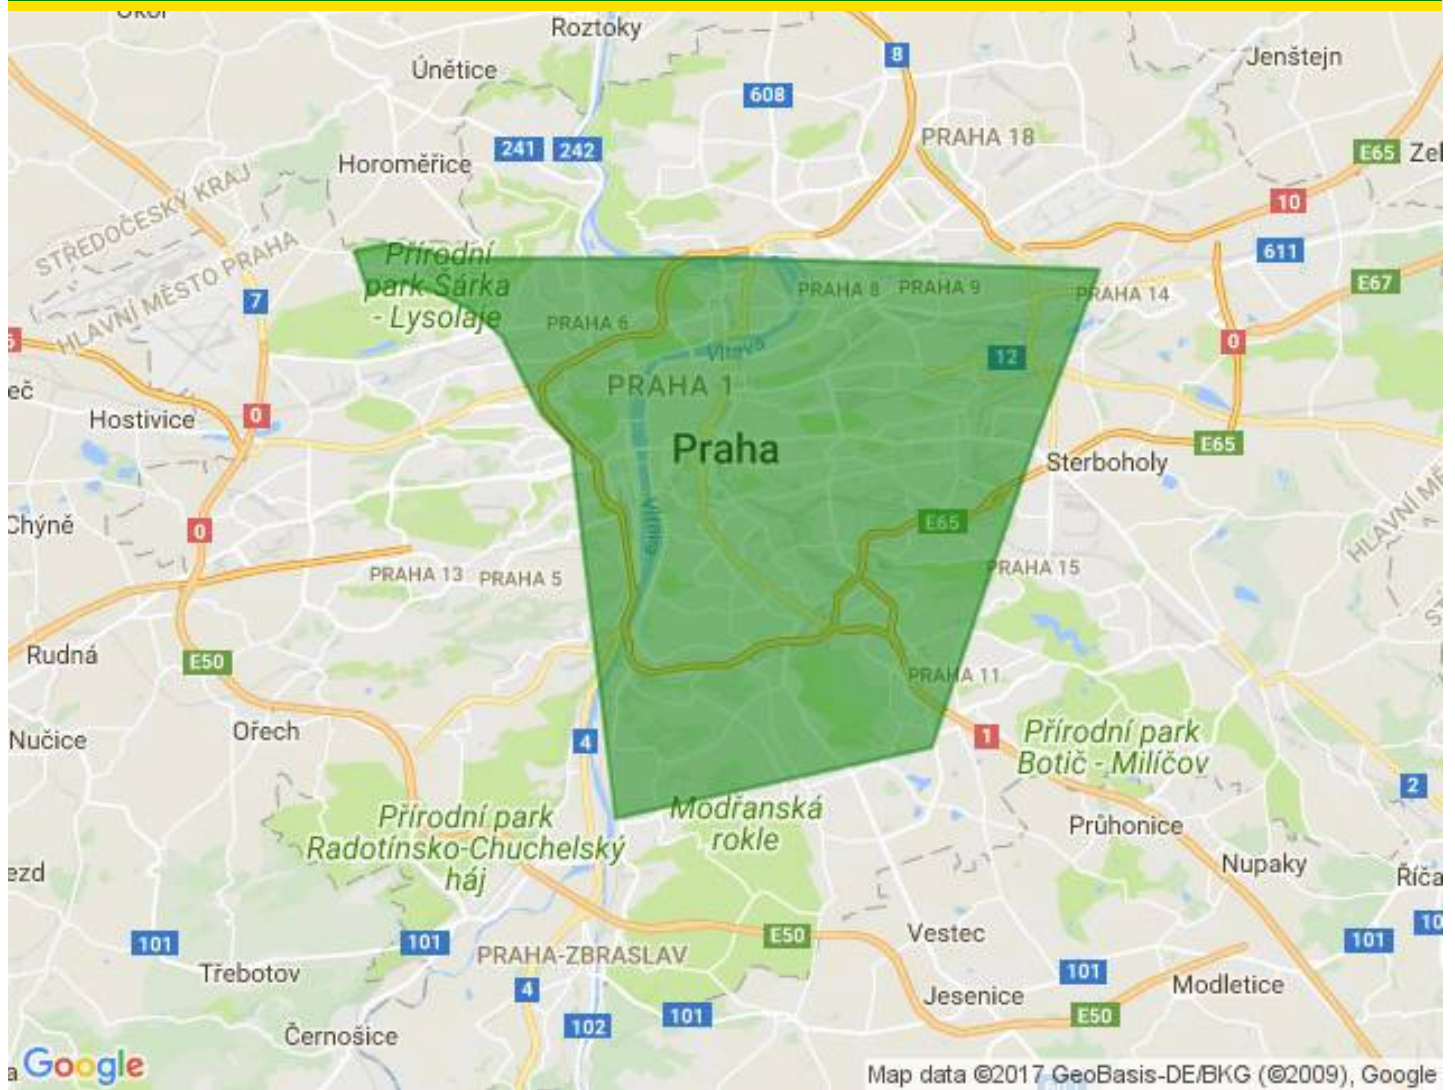 Roztoky
Únětice
8
Jenštejn
608
PRAHA 18
241
242
E65
Horoměřice
STŘEDOČESKÝ KRAJ
HLAVNÍ MĚSTO PRAHA
10
611
Přírodní
park Šárka
- Lysolaje
7
PRAHA 8
PRAHA 9
PRAHA 14
E67
PRAHA 6
0
Vltava
12
PRAHA 1
Hostivice
0
Praha
E65
Sterboholy
Chýně
0
Vltava
E65
PRAHA 13
PRAHA 5
PRAHA 15
Rudná
E50
PRAHA 11
Nučice
Ořech
4
1
Přírodní park
Botič - Milíčov
2
Přírodní park
Radotínsko-Chuchelský
háj
Modřanská
rokle
Průhonice
Nupaky
Říča
101
101
E50
Vestec
101
10
PRAHA-ZBRASLAV
Třebotov
4
101
Modletice
Jesenice
E50
Černošice
102
101
Google
Map data ©2017 GeoBasis-DE/BKG (©2009), Google